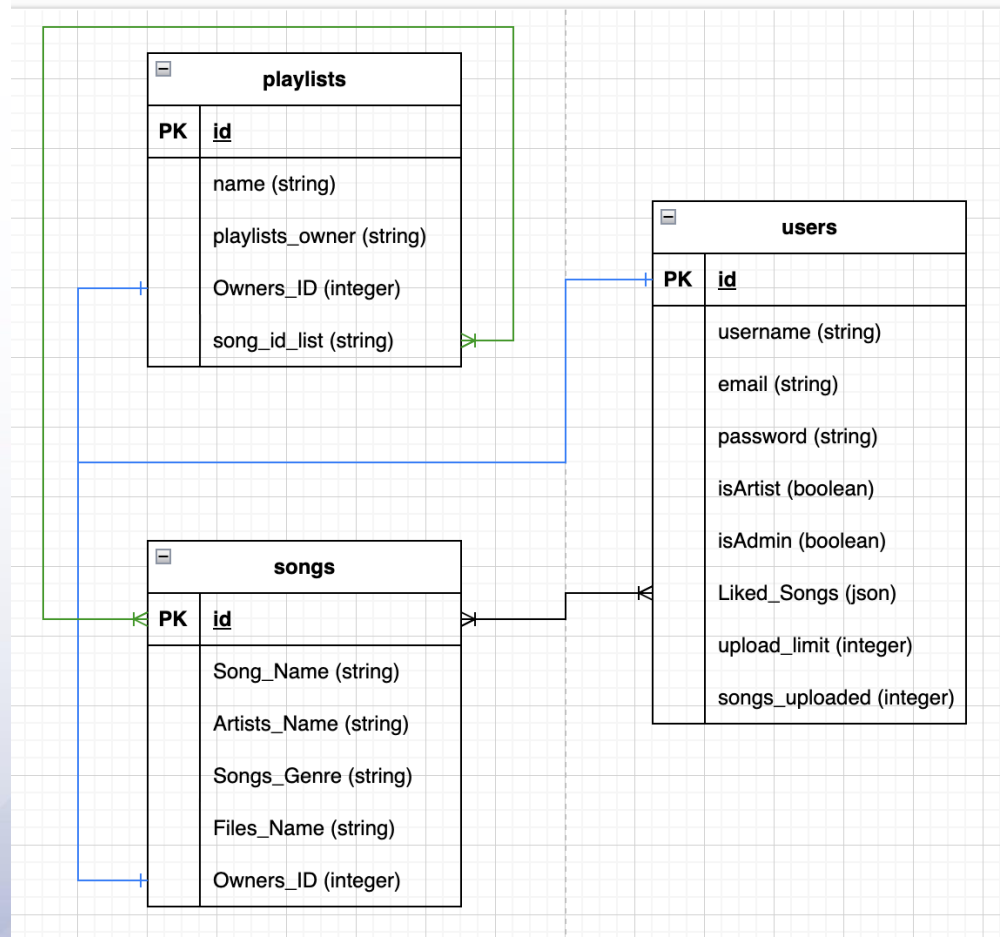 playlists
PK id
name (string)
playlists_owner (string)
Owners_ID (integer)
song_id_list (string)
users
PK id
username (string)
email (string)
password (string)
isArtist (boolean)
isAdmin (boolean)
Liked_Songs (json)
upload_limit (integer)
songs_uploaded (integer)
songs
PK id
Song_Name (string)
Artists_Name (string)
Songs_Genre (string)
Files_Name (string)
Owners_ID (integer)